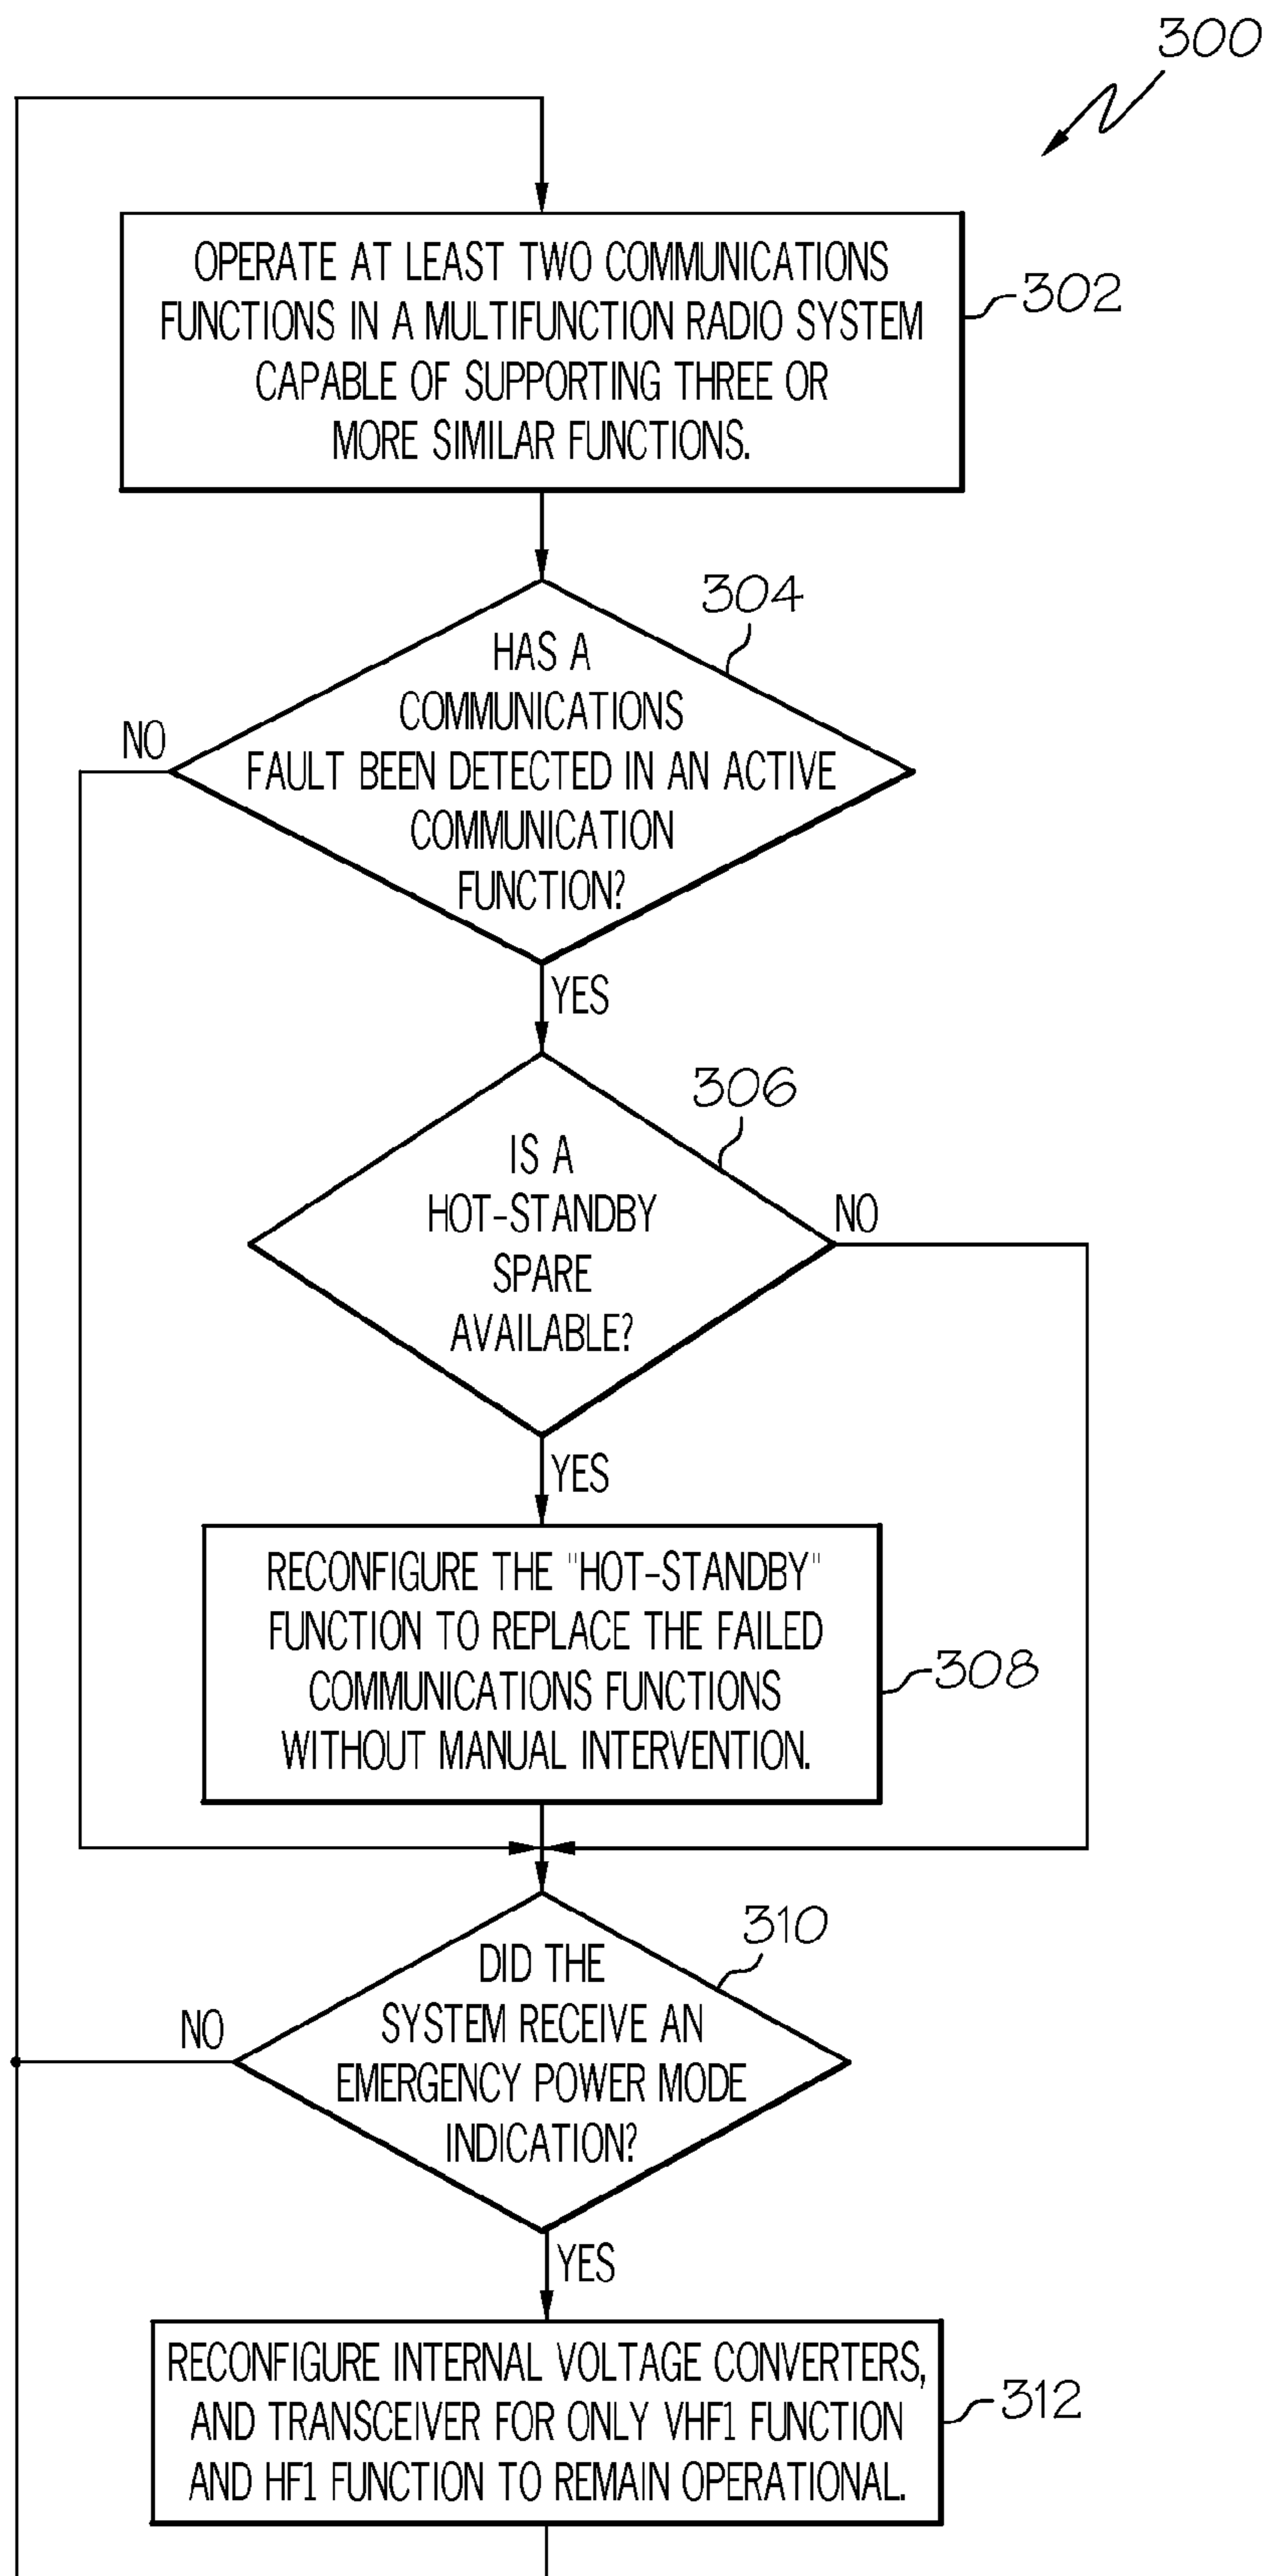 300
OPERATE AT LEAST TWO COMMUNICATIONS
FUNCTIONS IN A MULTIFUNCTION RADIO SYSTEM
CAPABLE OF SUPPORTING THREE OR
MORE SIMILAR FUNCTIONS.
302
304
HAS A
COMMUNICATIONS
FAULT BEEN DETECTED IN AN ACTIVE
COMMUNICATION
FUNCTION?
NO
YES
306
IS A
HOT-STANDBY
SPARE
AVAILABLE?
NO
YES
RECONFIGURE THE "HOT-STANDBY"
FUNCTION TO REPLACE THE FAILED
COMMUNICATIONS FUNCTIONS
WITHOUT MANUAL INTERVENTION.
308
310
DID THE
SYSTEM RECEIVE AN
EMERGENCY POWER MODE
INDICATION?
NO
YES
RECONFIGURE INTERNAL VOLTAGE CONVERTERS,
AND TRANSCEIVER FOR ONLY VHF1 FUNCTION
AND HF1 FUNCTION TO REMAIN OPERATIONAL.
312